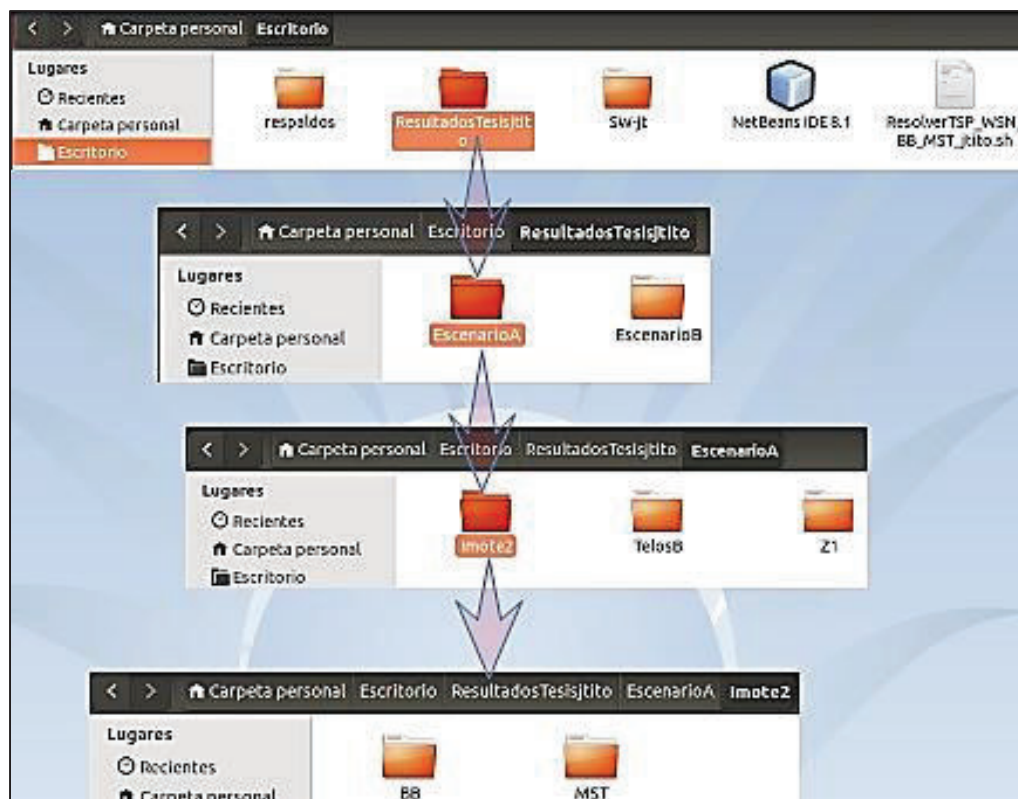 Carpeta personal Escritorio
Lugares
Recientes
Carpeta personal
Escritorio
respaldos
ResultadosTesisjtit
o
SW-jt
NetBeans IDE 8.1
ResolverTSP_WSN_
BB_MST_jtito.sh
Carpeta personal Escritorio ResultadosTesisjtito
Lugares
Recientes
Carpeta personal
Escritorio
EscenarioA
EscenarioB
Carpeta personal Escritorio ResultadosTesisjtito EscenarioA
Lugares
Recientes
Carpeta personal
Escritorio
Imote2
TelosB
Z1
Carpeta personal Escritorio ResultadosTesisjtito EscenarioA Imote2
Lugares
Recientes
Carpeta personal
BB
MST